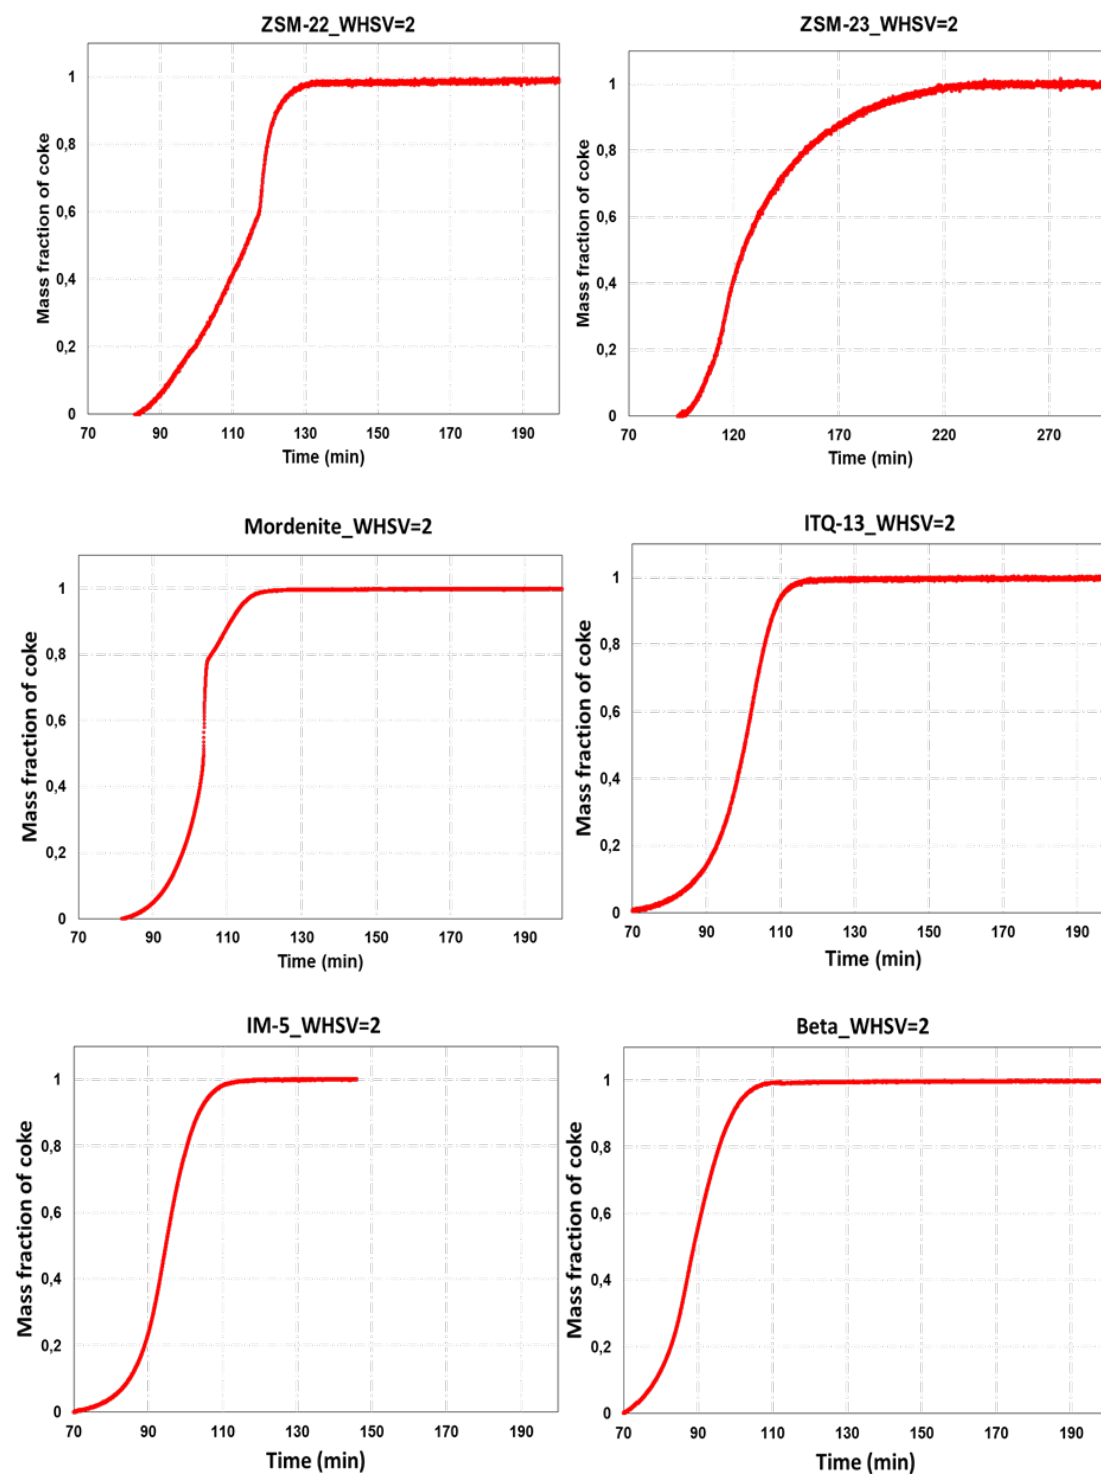 ZSM-22_WHSV=2
Mass fraction of coke
1
0,8
0,6
0,4
0,2
0
70 90 110 130 150 170 190
Time (min)
ZSM-23_WHSV=2
Mass fraction of coke
1
0,8
0,6
0,4
0,2
0
70 120 170 220 270
Time (min)
Mordenite_WHSV=2
Mass fraction of coke
1
0,8
0,6
0,4
0,2
0
70 90 110 130 150 170 190
Time (min)
ITQ-13_WHSV=2
Mass fraction of coke
1
0,8
0,6
0,4
0,2
0
70 90 110 130 150 170 190
Time (min)
IM-5_WHSV=2
Mass fraction of coke
1
0,8
0,6
0,4
0,2
0
70 90 110 130 150 170 190
Time (min)
Beta_WHSV=2
Mass fraction of coke
1
0,8
0,6
0,4
0,2
0
70 90 110 130 150 170 190
Time (min)